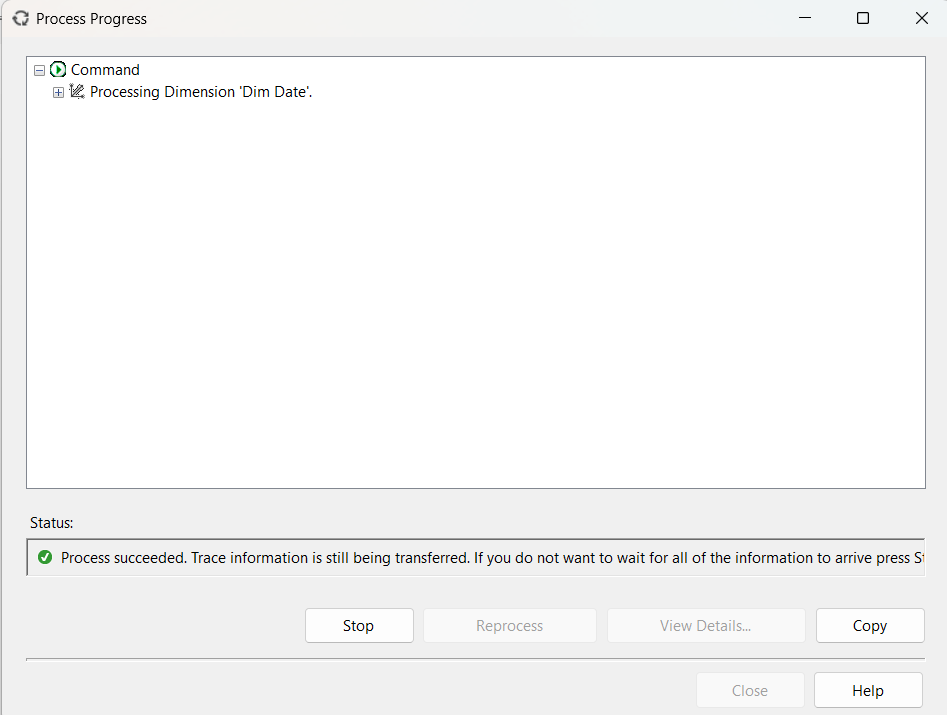 Process Progress
Command
Processing Dimension 'Dim Date'.
Status:
Process succeeded. Trace information is still being transferred. If you do not want to wait for all of the information to arrive press
Stop
Reprocess
View Details...
Copy
Close
Help